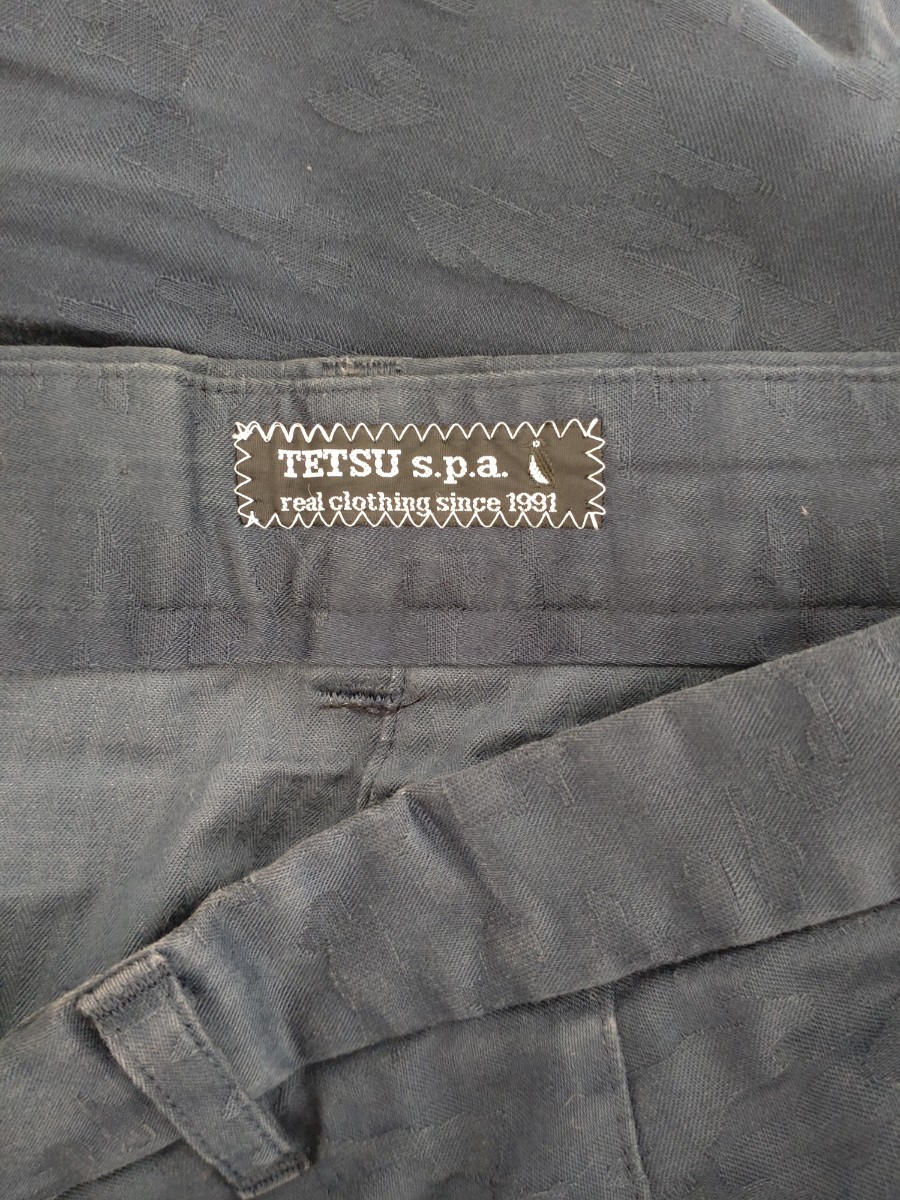 TETSU s.p.a.
real clothing since 1991